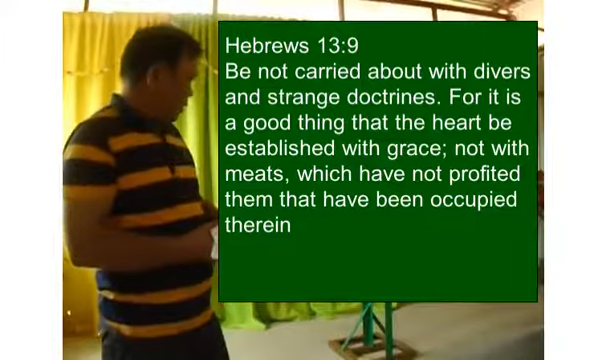 Hebrews 13:9
Be not carried about with divers
and strange doctrines. For it is
a good thing that the heart be
established with grace; not with
meats, which have not profited
them that have been occupied
therein